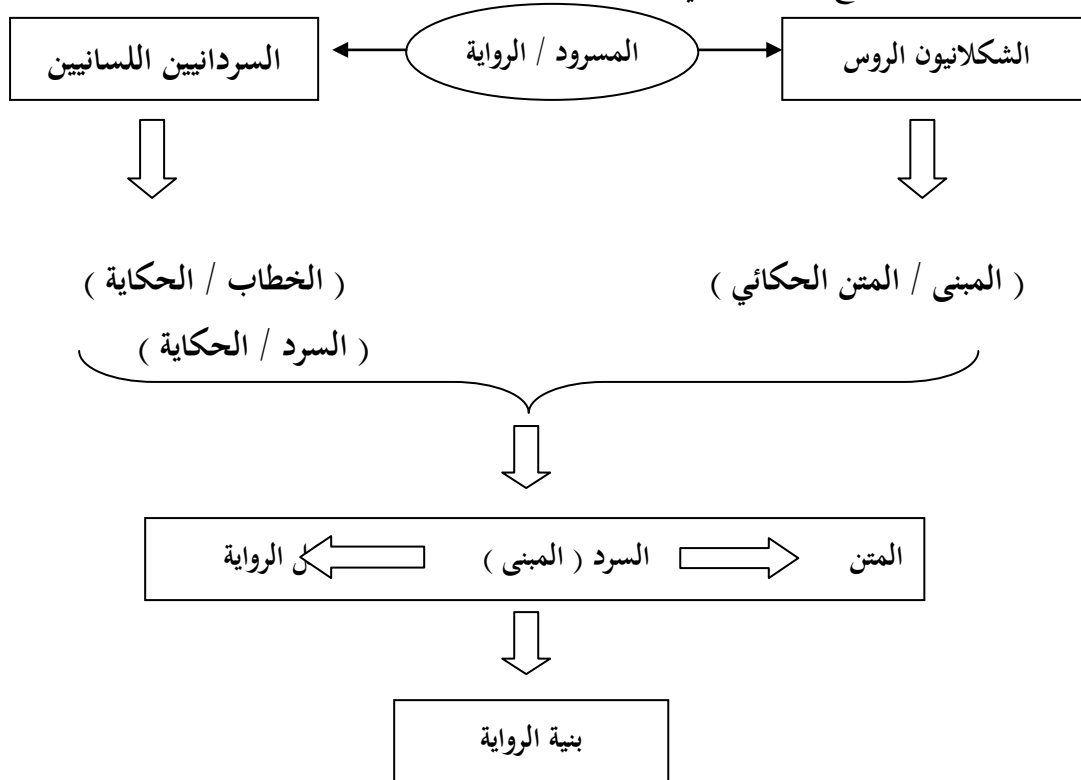 الشكلانيون الروس
المسرود / الرواية
السردانيين اللسانيين
( المبنى / المتن الحكائي )
( الخطاب / الحكاية )
( السرد / الحكاية )
المتن
السرد ( المبنى )
الرواية
بنية الرواية